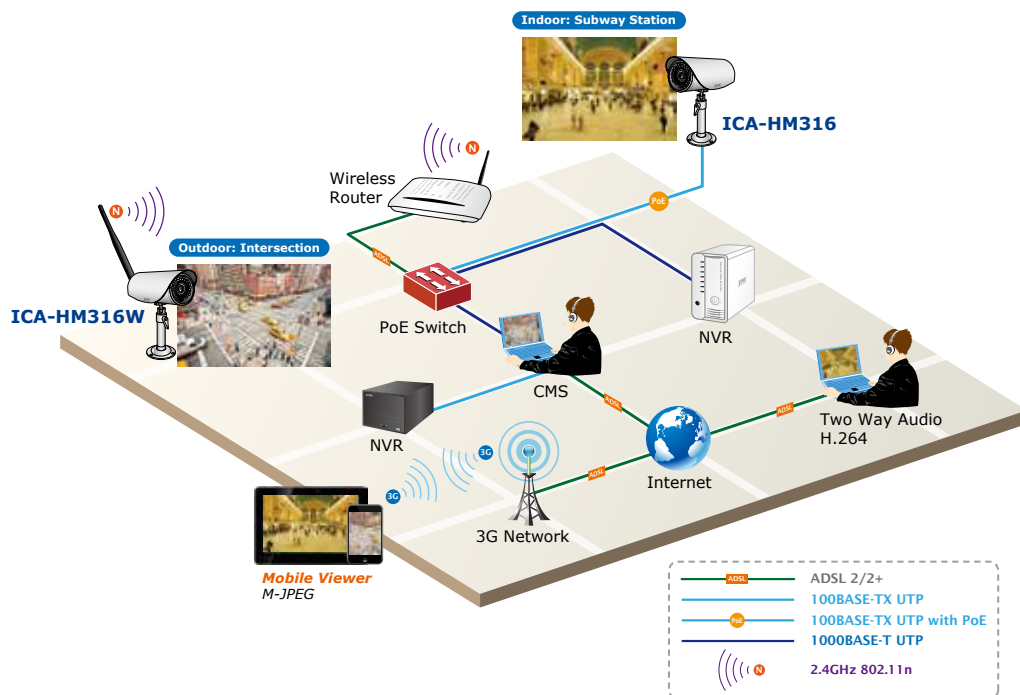 Indoor: Subway Station
ICA-HM316
N
Wireless
Router
PoE
N
Outdoor: Intersection
ADSL
ICA-HM316W
PoE Switch
NVR
CMS
NVR
ADSL
ADSL
Two Way Audio
H.264
3G
3G
ADSL
Internet
3G Network
Mobile Viewer
M-JPEG
ADSL
ADSL 2/2+
100BASE-TX UTP
PoE
100BASE-TX UTP with PoE
1000BASE-T UTP
N
2.4GHz 802.11n